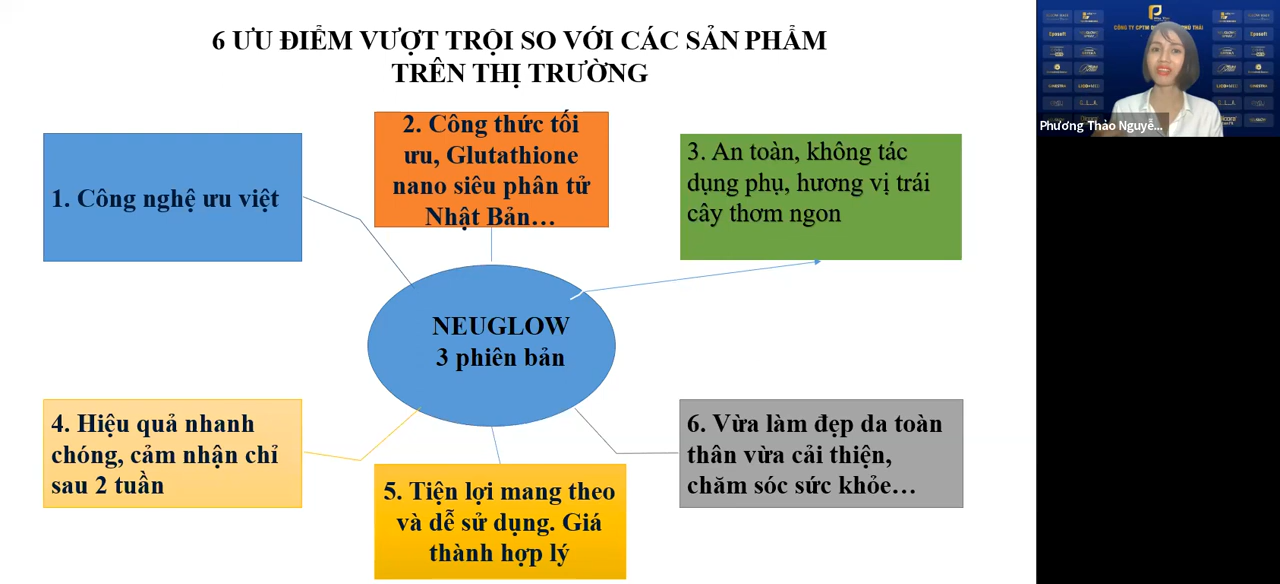 6 ƯU ĐIỂM VƯỢT TRỘI SO VỚI CÁC SẢN PHẨM
TRÊN THỊ TRƯỜNG
1. Công nghệ ưu việt
2. Công thức tối
ưu, Glutathione
nano siêu phân tử
Nhật Bản…
3. An toàn, không tác
dụng phụ, hương vị trái
cây thơm ngon
NEUGLOW
3 phiên bản
4. Hiệu quả nhanh
chóng, cảm nhận chỉ
sau 2 tuần
5. Tiện lợi mang theo
và dễ sử dụng. Giá
thành hợp lý
6. Vừa làm đẹp da toàn
thân vừa cải thiện,
chăm sóc sức khỏe…
Phương Thảo Nguyễ...